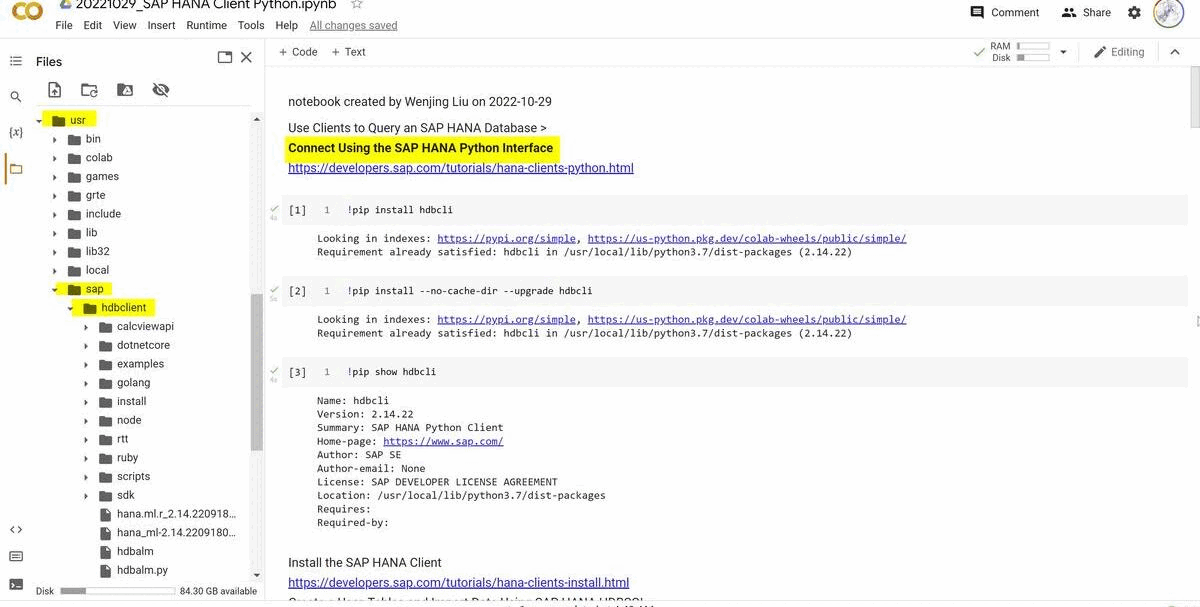 20221029_SAP HANA Client Python.ipynb
File Edit View Insert Runtime Tools Help All changes saved
Comment Share
Files
+ Code + Text
RAM
Disk
Editing
{x}
usr
bin
colab
games
grte
include
lib
lib32
local
sap
hdbclient
calcviewapi
dotnetcore
examples
golang
install
node
rtt
ruby
scripts
sdk
hana.ml.r_2.14.220918...
hana_ml-2.14.2209180...
hdbalm
hdbalm.py
Disk 84.30 GB available
notebook created by Wenjing Liu on 2022-10-29
Use Clients to Query an SAP HANA Database >
Connect Using the SAP HANA Python Interface
https://developers.sap.com/tutorials/hana-clients-python.html
[1] 1 !pip install hdbcli
4s
Looking in indexes: https://pypi.org/simple, https://us-python.pkg.dev/colab-wheels/public/simple/
Requirement already satisfied: hdbcli in /usr/local/lib/python3.7/dist-packages (2.14.22)
[2] 1 !pip install --no-cache-dir --upgrade hdbcli
5s
Looking in indexes: https://pypi.org/simple, https://us-python.pkg.dev/colab-wheels/public/simple/
Requirement already satisfied: hdbcli in /usr/local/lib/python3.7/dist-packages (2.14.22)
[3] 1 !pip show hdbcli
4s
Name: hdbcli
Version: 2.14.22
Summary: SAP HANA Python Client
Home-page: https://www.sap.com/
Author: SAP SE
Author-email: None
License: SAP DEVELOPER LICENSE AGREEMENT
Location: /usr/local/lib/python3.7/dist-packages
Requires:
Required-by:
Install the SAP HANA Client
https://developers.sap.com/tutorials/hana-clients-install.html